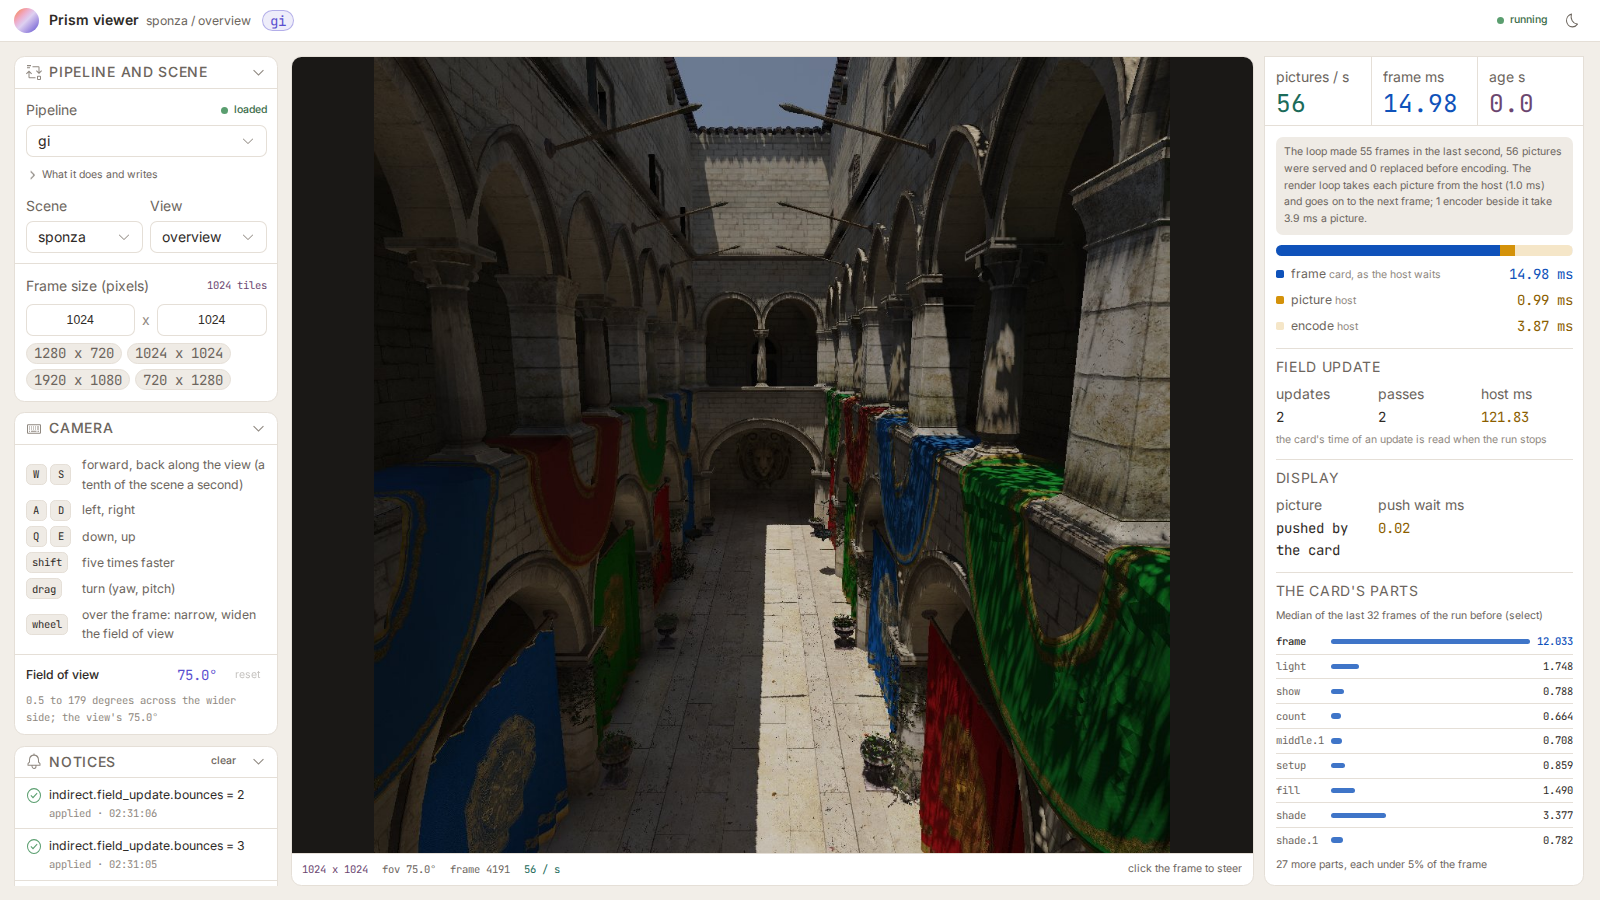 Prism viewer sponza / overview gi
running
PIPELINE AND SCENE
Pipeline loaded
gi
What it does and writes
Scene View
sponza overview
Frame size (pixels) 1024 tiles
1024 x 1024
1280 x 720 1024 x 1024
1920 x 1080 720 x 1280
CAMERA
W S forward, back along the view (a
tenth of the scene a second)
A D left, right
Q E down, up
shift five times faster
drag turn (yaw, pitch)
wheel over the frame: narrow, widen
the field of view
Field of view 75.0° reset
0.5 to 179 degrees across the wider
side; the view's 75.0°
NOTICES clear
indirect.field_update.bounces = 2
applied · 02:31:06
indirect.field_update.bounces = 3
applied · 02:31:05
1024 x 1024 fov 75.0° frame 4191 56 / s click the frame to steer
pictures / s frame ms age s
56 14.98 0.0
The loop made 55 frames in the last second, 56 pictures
were served and 0 replaced before encoding. The
render loop takes each picture from the host (1.0 ms)
and goes on to the next frame; 1 encoder beside it take
3.9 ms a picture.
frame card, as the host waits 14.98 ms
picture host 0.99 ms
encode host 3.87 ms
FIELD UPDATE
updates passes host ms
2 2 121.83
the card's time of an update is read when the run stops
DISPLAY
picture push wait ms
pushed by 0.02
the card
THE CARD'S PARTS
Median of the last 32 frames of the run before (select)
frame 12.033
light 1.748
show 0.788
count 0.664
middle.1 0.708
setup 0.859
fill 1.490
shade 3.377
shade.1 0.782
27 more parts, each under 5% of the frame